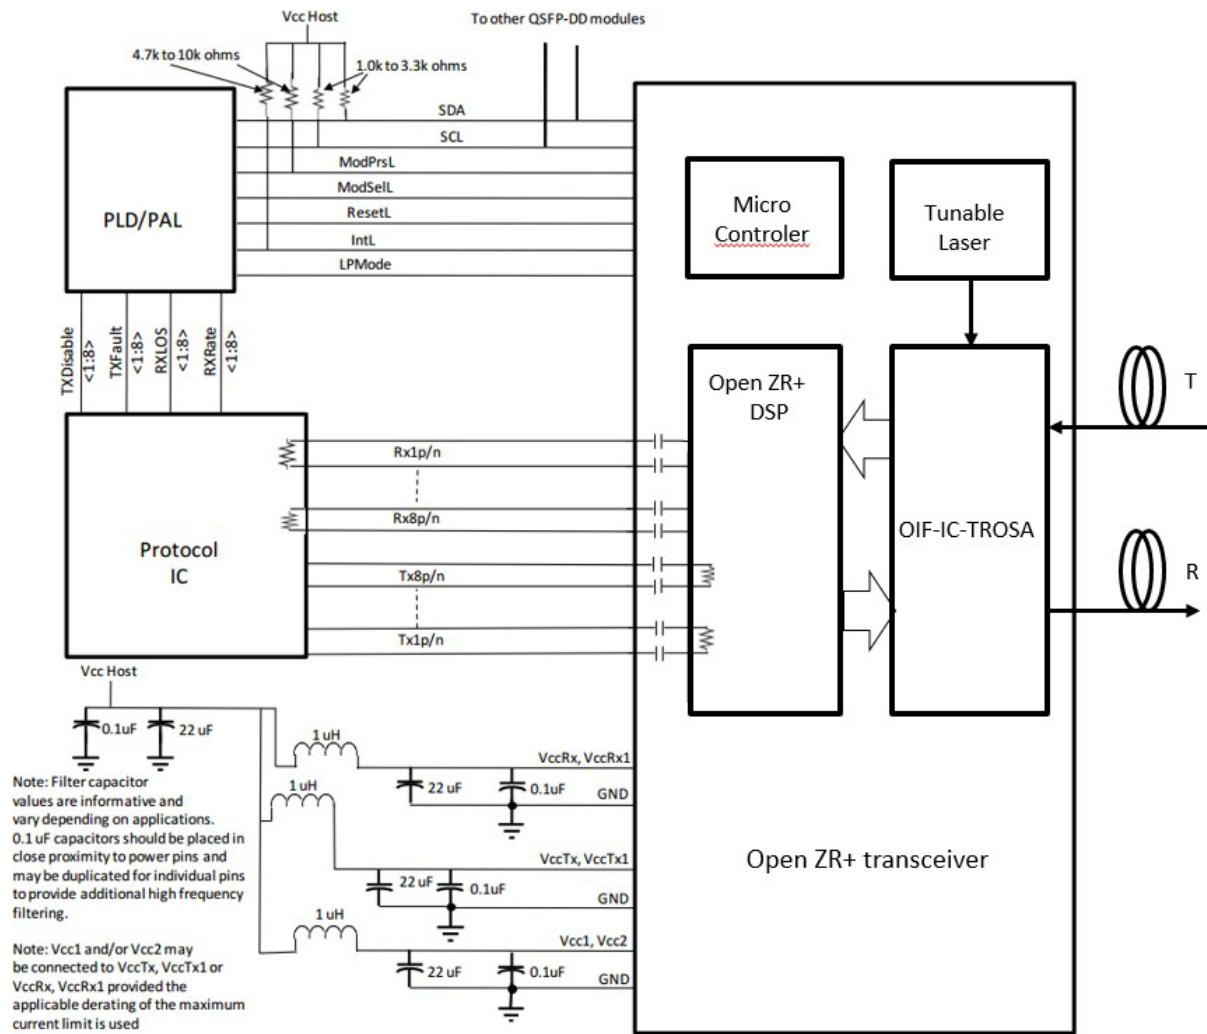 Vcc Host
To other QSFP-DD modules
4.7k to 10k ohms
1.0k to 3.3k ohms
SDA
SCL
ModPrsL
ModSelL
ResetL
IntL
LPMode
PLD/PAL
Micro
Controler
Tunable
Laser
TXDisable
<1:8>
TXFault
<1:8>
RXLOS
<1:8>
RXRate
<1:8>
Open ZR+
DSP
T
Rx1p/n
Rx8p/n
OIF-IC-TROSA
Protocol
IC
Tx8p/n
R
Tx1p/n
Vcc Host
0.1uF
22 uF
1 uH
VccRx, VccRx1
22 uF
0.1uF
GND
1 uH
VccTx, VccTx1
22 uF
0.1uF
GND
1 uH
Vcc1, Vcc2
22 uF
0.1uF
GND
Open ZR+ transceiver
Note: Filter capacitor
values are informative and
vary depending on applications.
0.1 uF capacitors should be placed in
close proximity to power pins and
may be duplicated for individual pins
to provide additional high frequency
filtering.
Note: Vcc1 and/or Vcc2 may
be connected to VccTx, VccTx1 or
VccRx, VccRx1 provided the
applicable derating of the maximum
current limit is used